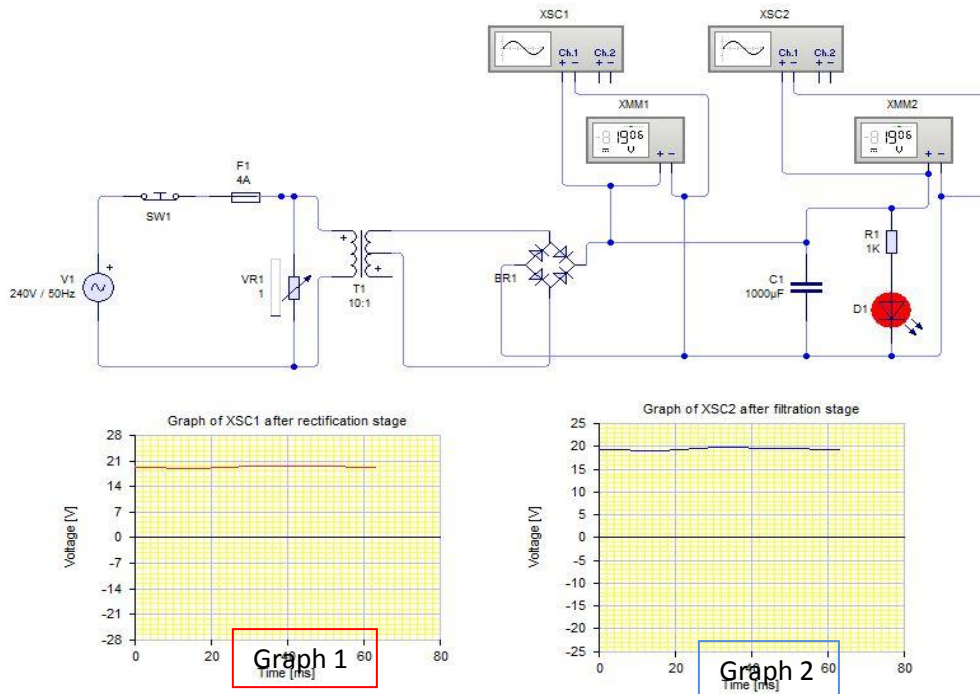 XSC1
XSC2
Ch.1 Ch.2
+ − + −
Ch.1 Ch.2
+ − + −
XMM1
XMM2
1906
V
+ −
1906
V
+ −
F1
4A
SW1
R1
1K
V1
240V / 50Hz
+
VR1
1
+
+
T1
10:1
BR1
C1
1000µF
D1
Graph of XSC1 after rectification stage
28
21
14
7
0
-7
-14
-21
-28
Voltage [V]
0 20 40 60 80
Time [ms]
Graph 1
Graph of XSC2 after filtration stage
25
20
15
10
5
0
-5
-10
-15
-20
-25
Voltage [V]
0 20 40 60 80
Time [ms]
Graph 2